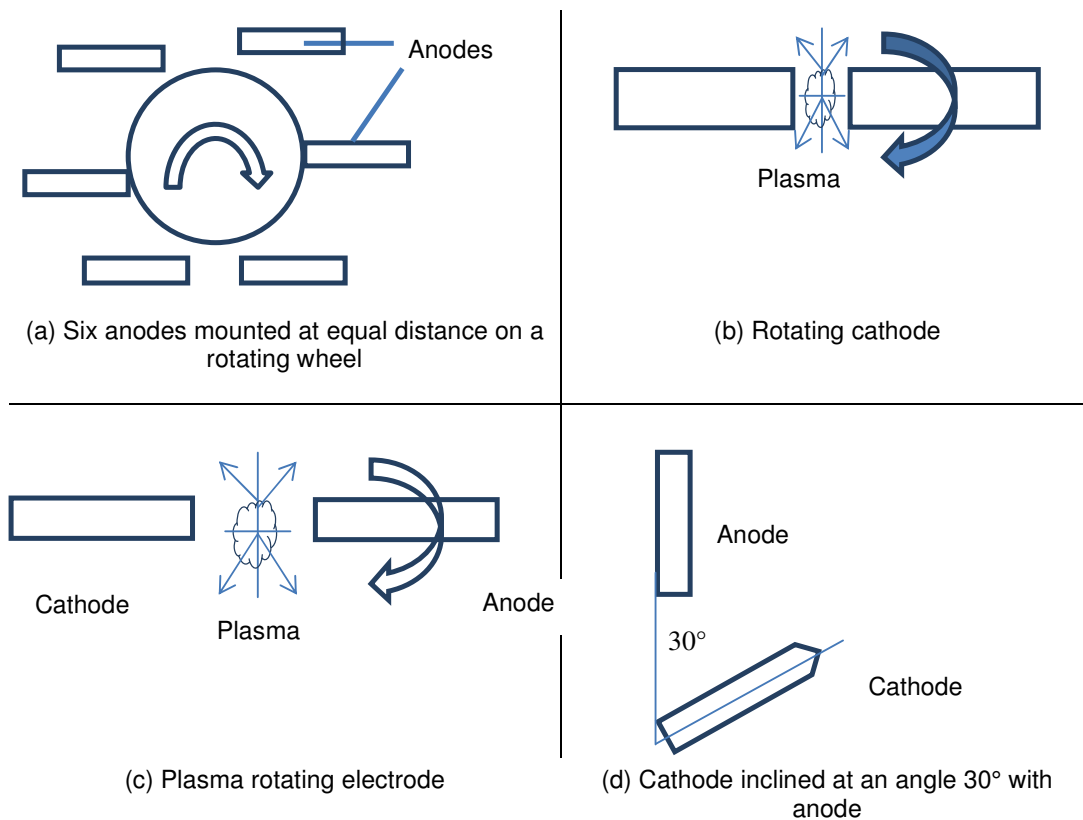 Anodes
(a) Six anodes mounted at equal distance on a
rotating wheel
Plasma
(b) Rotating cathode
Cathode
Plasma
Anode
(c) Plasma rotating electrode
Anode
30°
Cathode
(d) Cathode inclined at an angle 30° with
anode